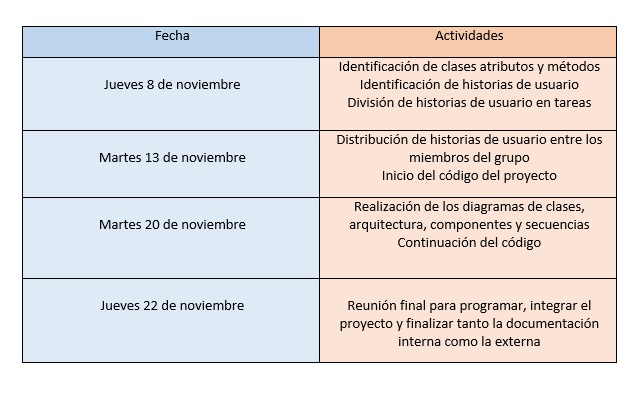 Fecha
Actividades
Jueves 8 de noviembre
Identificación de clases atributos y métodos
Identificación de historias de usuario
División de historias de usuario en tareas
Martes 13 de noviembre
Distribución de historias de usuario entre los
miembros del grupo
Inicio del código del proyecto
Martes 20 de noviembre
Realización de los diagramas de clases,
arquitectura, componentes y secuencias
Continuación del código
Jueves 22 de noviembre
Reunión final para programar, integrar el
proyecto y finalizar tanto la documentación
interna como la externa